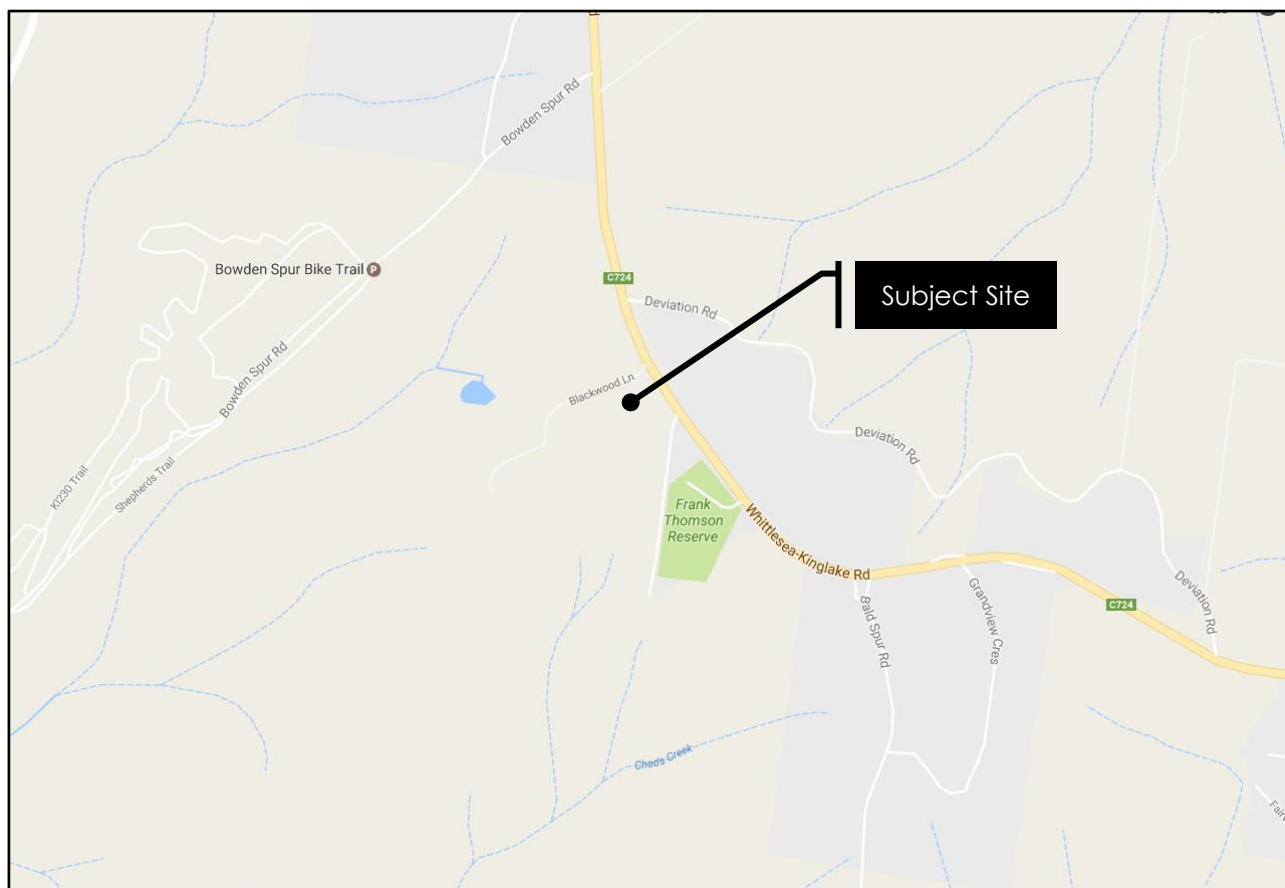 Bowden Spur Rd
Bowden Spur Bike Trail
P
C724
Deviation Rd
Subject Site
Blackwood Ln
Bowden Spur Rd
Deviation Rd
KI230 Trail
Shepherds Trail
Frank
Thomson
Reserve
Whittlesea-Kinglake Rd
Bald Spur Rd
Grandview Cres
C724
Deviation Rd
Chads Creek